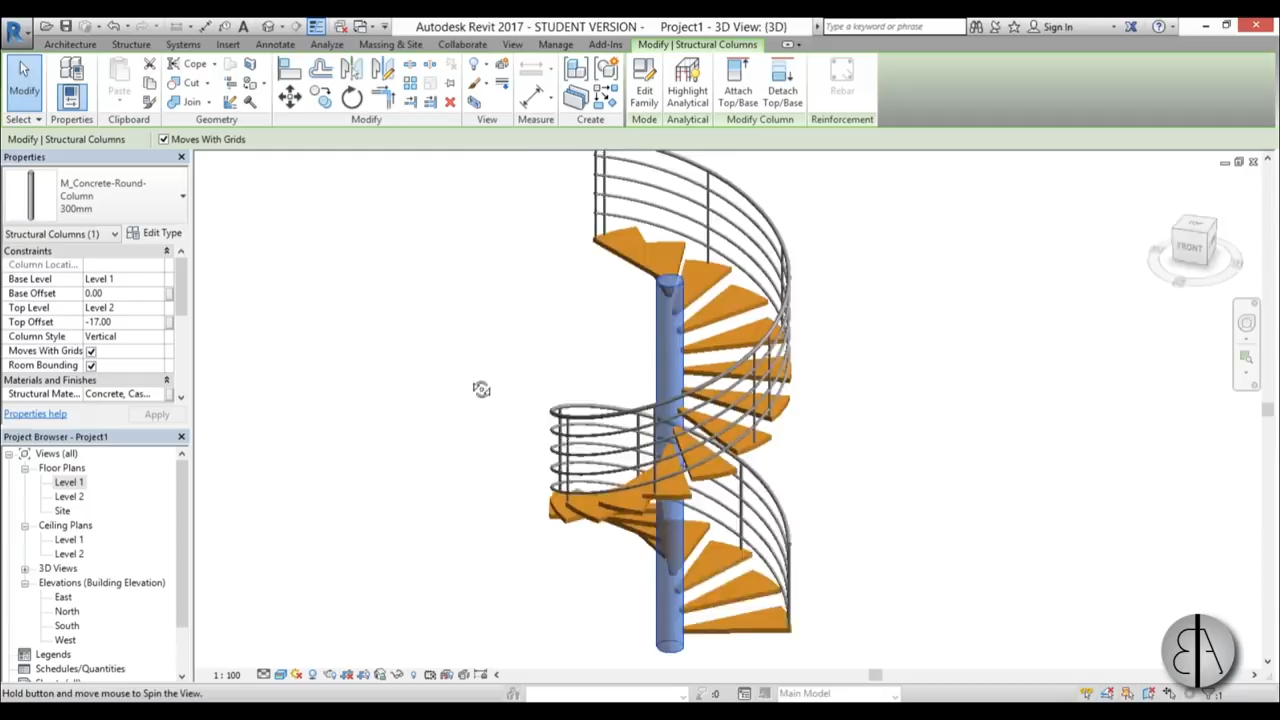 Autodesk Revit 2017 - STUDENT VERSION - Project1 - 3D View: {3D}
Type a keyword or phrase
Sign In
Architecture Structure Systems Insert Annotate Analyze Massing & Site Collaborate View Manage Add-Ins Modify | Structural Columns
Modify
Properties
Paste
Cope
Cut
Join
Edit Family
Highlight Analytical
Attach Top/Base
Detach Top/Base
Rebar
Select Properties Clipboard Geometry Modify View Measure Create Mode Analytical Modify Column Reinforcement
Modify | Structural Columns Moves With Grids
Properties
M_Concrete-Round-
Column
300mm
Structural Columns (1) Edit Type
Constraints
Column Locati...
Base Level Level 1
Base Offset 0.00
Top Level Level 2
Top Offset -17.00
Column Style Vertical
Moves With Grids
Room Bounding
Materials and Finishes
Structural Mate... Concrete, Cas...
Properties help Apply
Project Browser - Project1
Views (all)
Floor Plans
Level 1
Level 2
Site
Ceiling Plans
Level 1
Level 2
3D Views
Elevations (Building Elevation)
East
North
South
West
Legends
Schedules/Quantities
TOP
FRONT
1 : 100
Hold button and move mouse to Spin the View.
:0
Main Model
:1